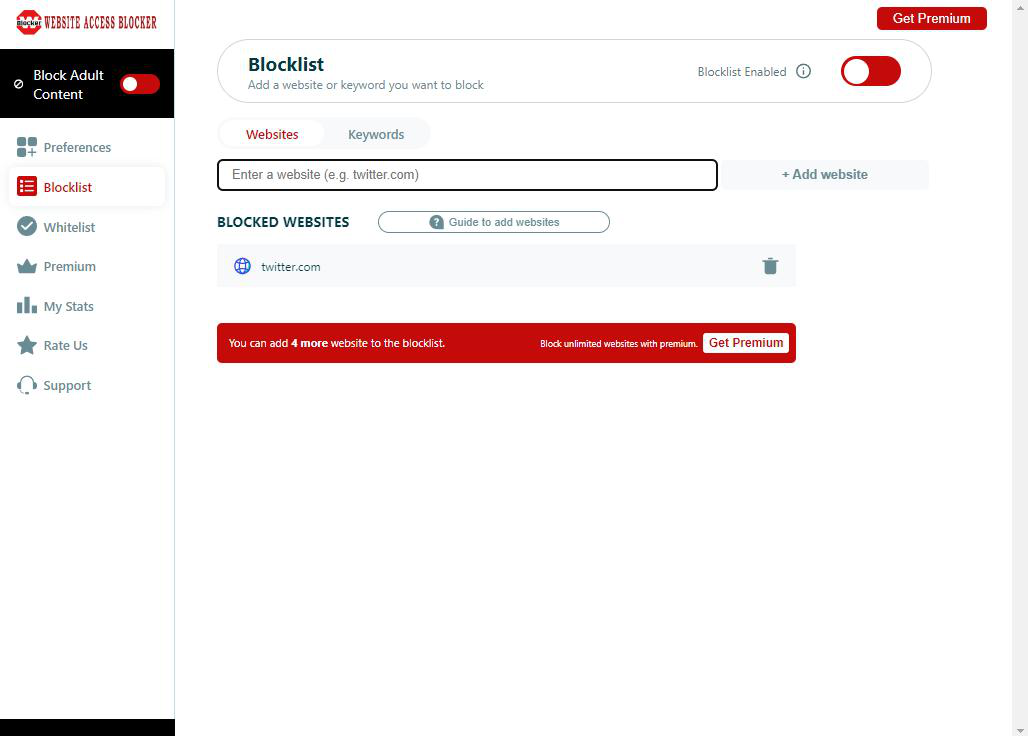 Blocker WEBSITE ACCESS BLOCKER
Get Premium
Block Adult
Content
Preferences
Blocklist
Whitelist
Premium
My Stats
Rate Us
Support
Blocklist
Add a website or keyword you want to block
Blocklist Enabled
Websites Keywords
Enter a website (e.g. twitter.com)
+ Add website
BLOCKED WEBSITES
? Guide to add websites
twitter.com
You can add 4 more website to the blocklist.
Block unlimited websites with premium. Get Premium